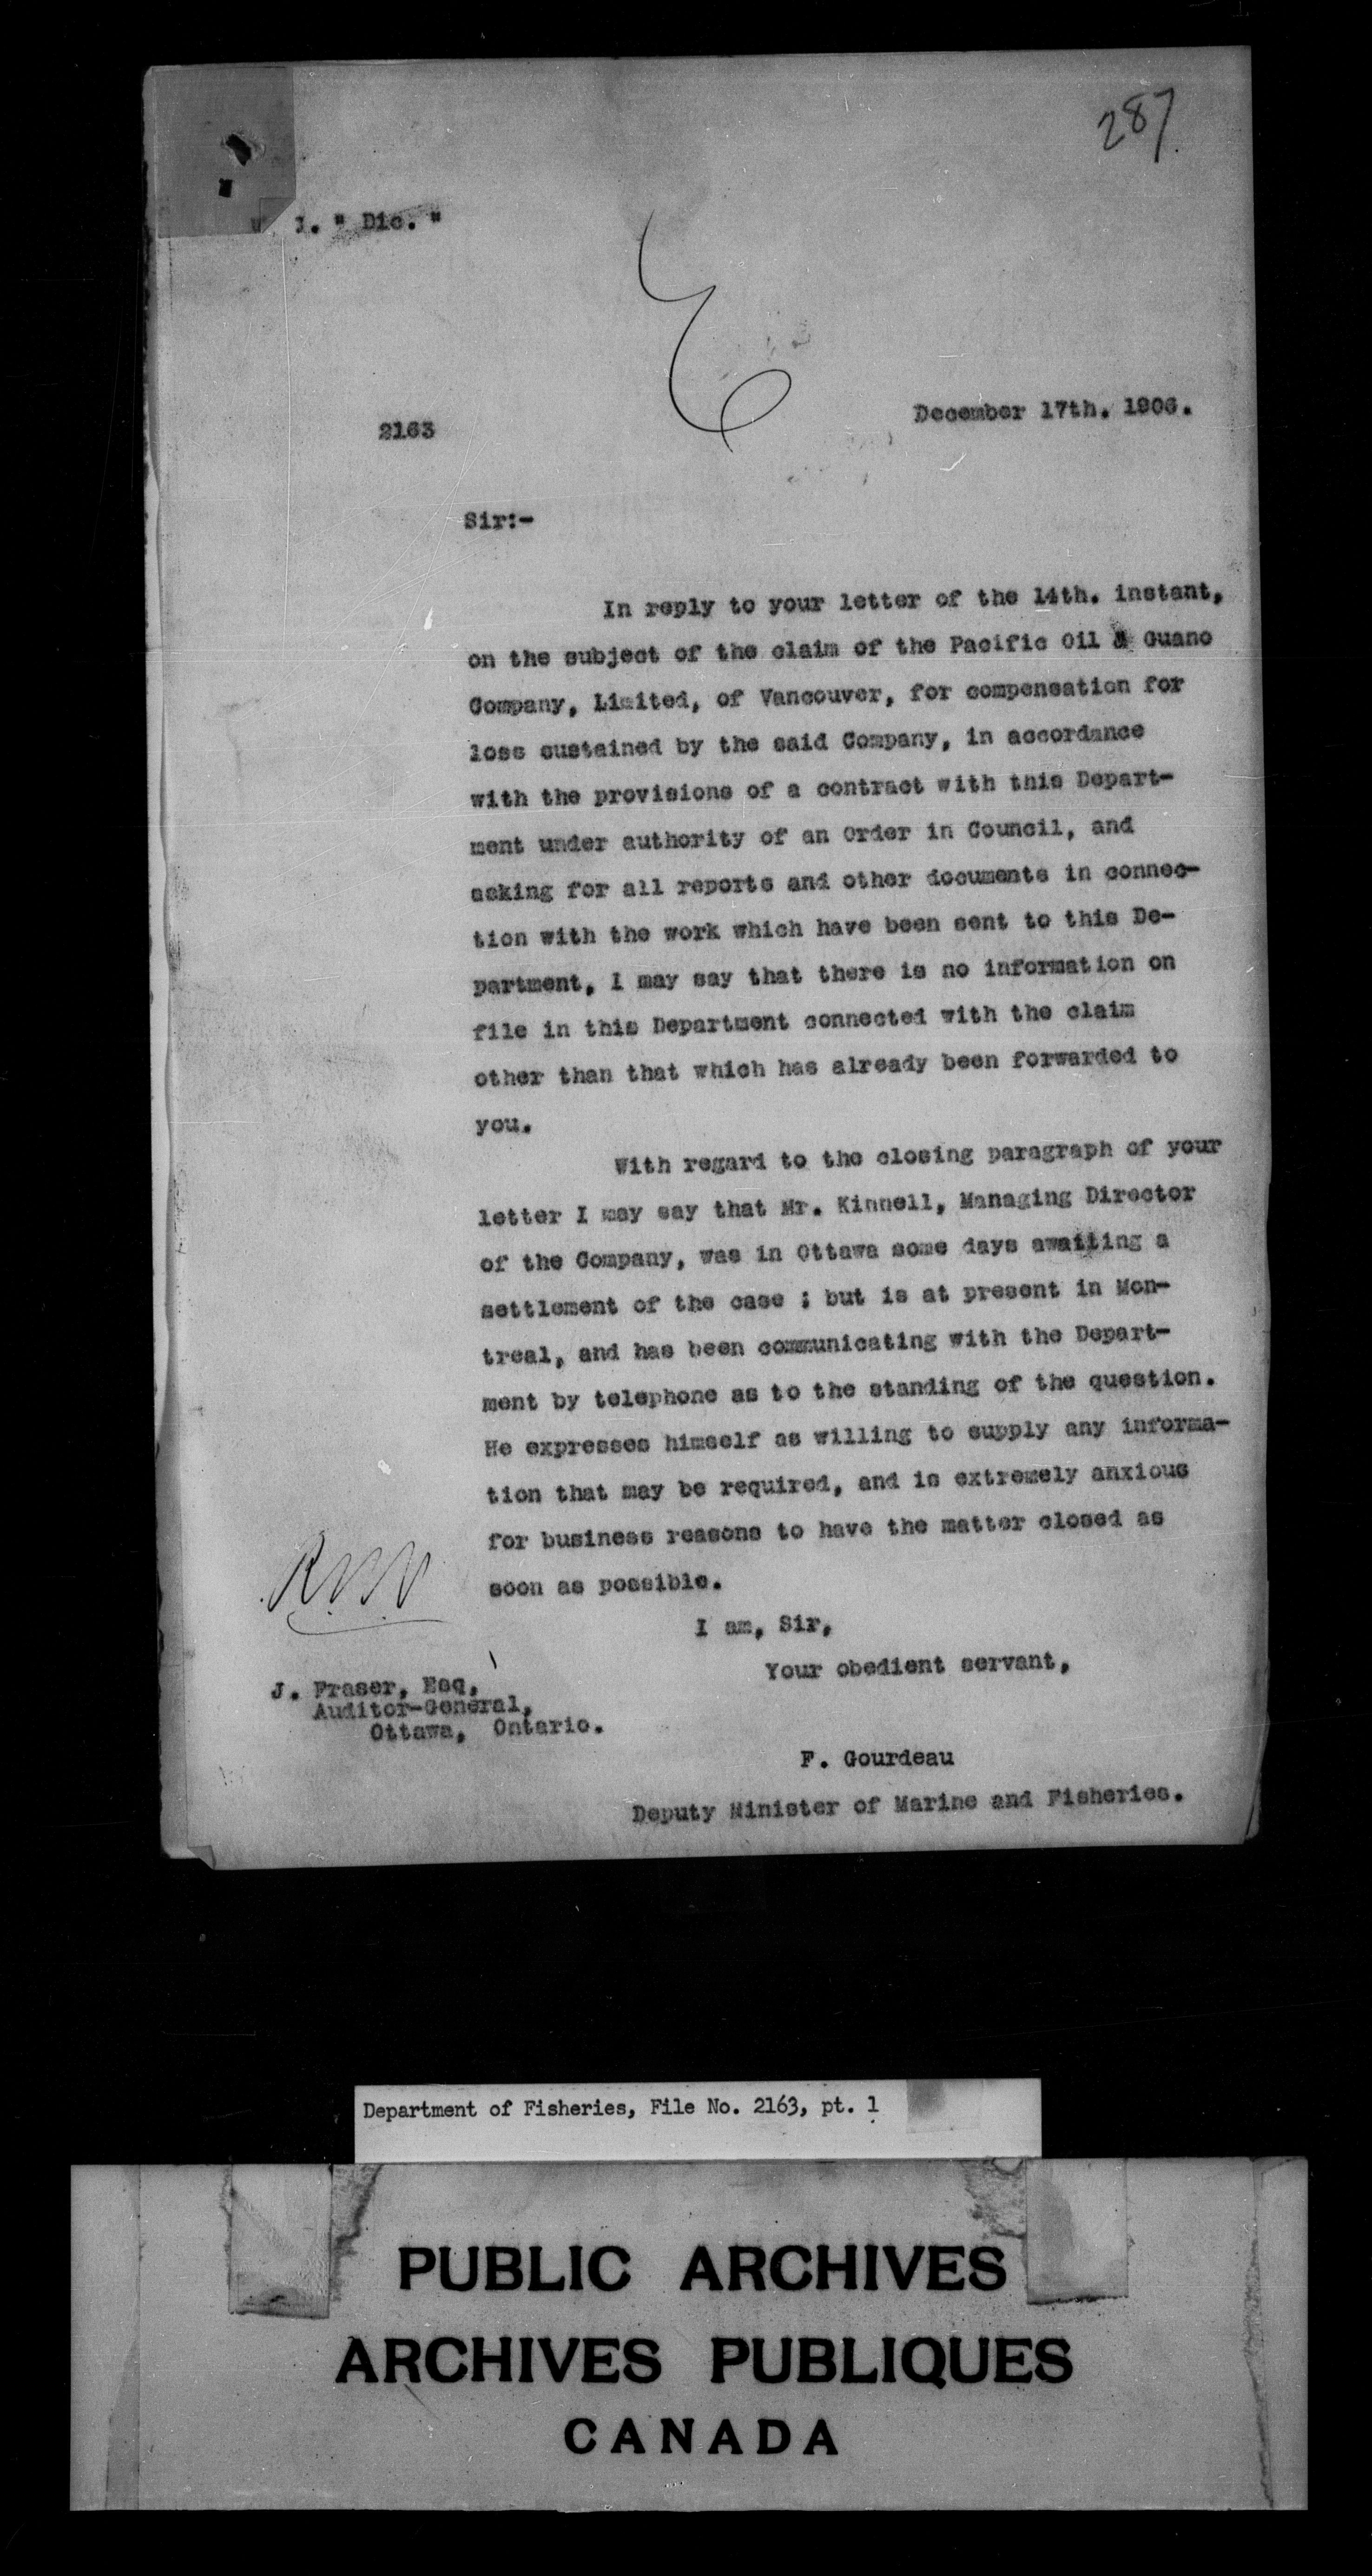 287
"Dic."
December 17th. 1906.
2163
Sir:-
In reply to your letter of the 14th. instant,
on the subject of the claim of the Pacific Oil & Guano
Company, Limited, of Vancouver, for compensation for
loss sustained by the said Company, in accordance
with the provisions of a contract with this Depart-
ment under authority of an Order in Council, and
asking for all reports and other documents in connec-
tion with the work which have been sent to this De-
partment, I may say that there is no information on
file in this Department connected with the claim
other than that which has already been forwarded to
you.
With regard to the closing paragraph of your
letter I may say that Mr. Kinnell, Managing Director
of the Company, was in Ottawa some days awaiting a
settlement of the case ; but is at present in Mon-
treal, and has been communicating with the Depart-
ment by telephone as to the standing of the question.
He expresses himself as willing to supply any informa-
tion that may be required, and is extremely anxious
for business reasons to have the matter closed as
soon as possible.
I am, Sir,
Your obedient servant,
J. Fraser, Esq,
Auditor-General,
Ottawa, Ontario.
F. Gourdeau
Deputy Minister of Marine and Fisheries.
Department of Fisheries, File No. 2163, pt. 1
PUBLIC ARCHIVES
ARCHIVES PUBLIQUES
CANADA